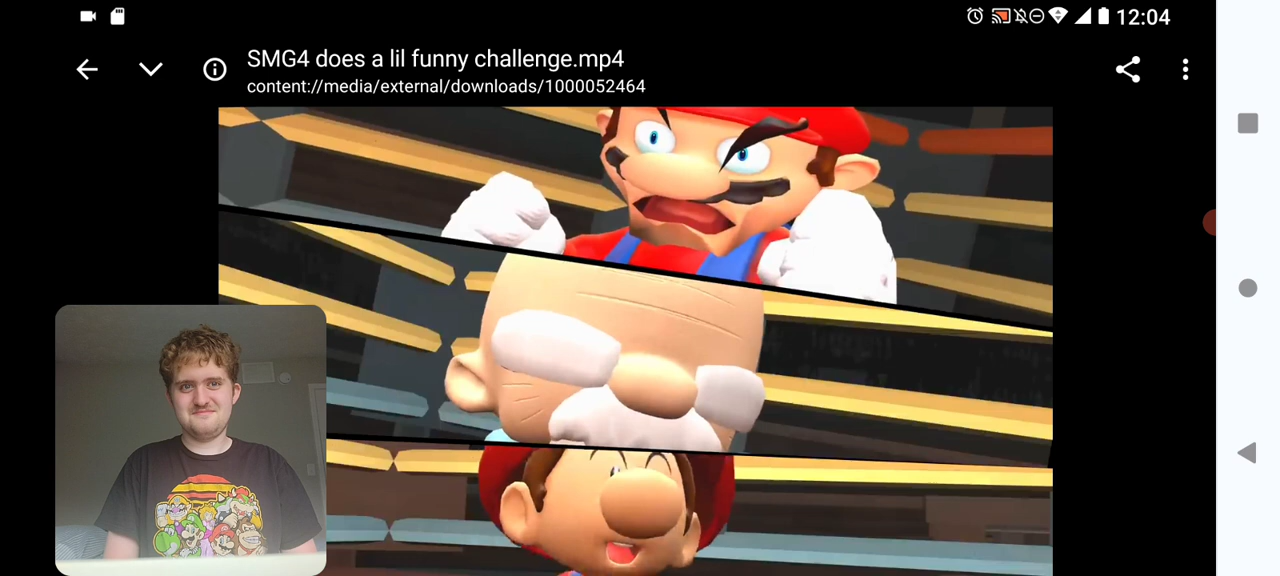 12:04
SMG4 does a lil funny challenge.mp4
content://media/external/downloads/1000052464